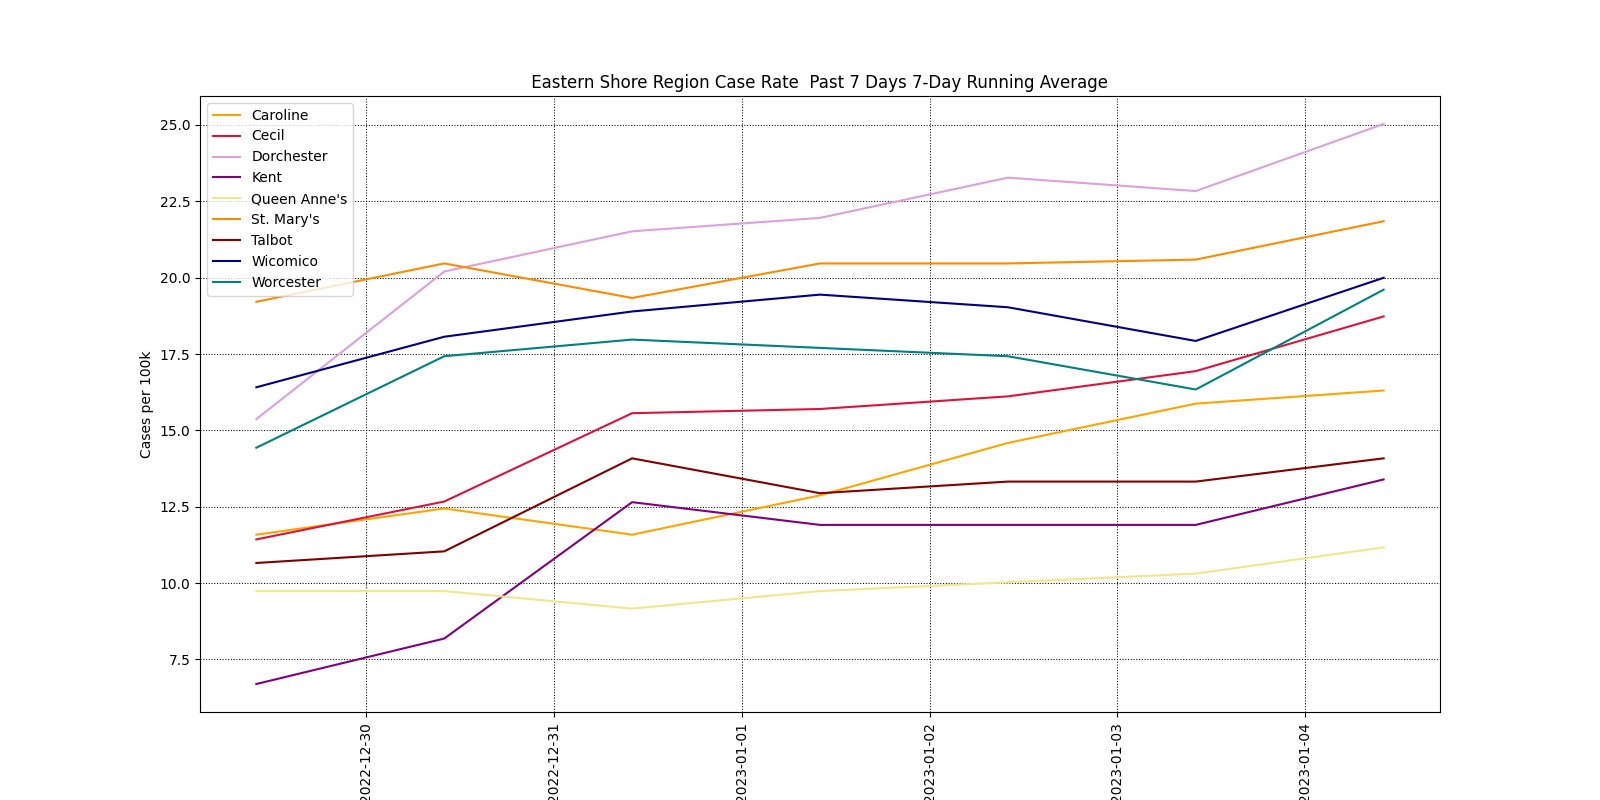 Eastern Shore Region Case Rate  Past 7 Days 7-Day Running Average
Caroline
Cecil
Dorchester
Kent
Queen Anne's
St. Mary's
Talbot
Wicomico
Worcester
Cases per 100k
25.0
22.5
20.0
17.5
15.0
12.5
10.0
7.5
2022-12-30
2022-12-31
2023-01-01
2023-01-02
2023-01-03
2023-01-04